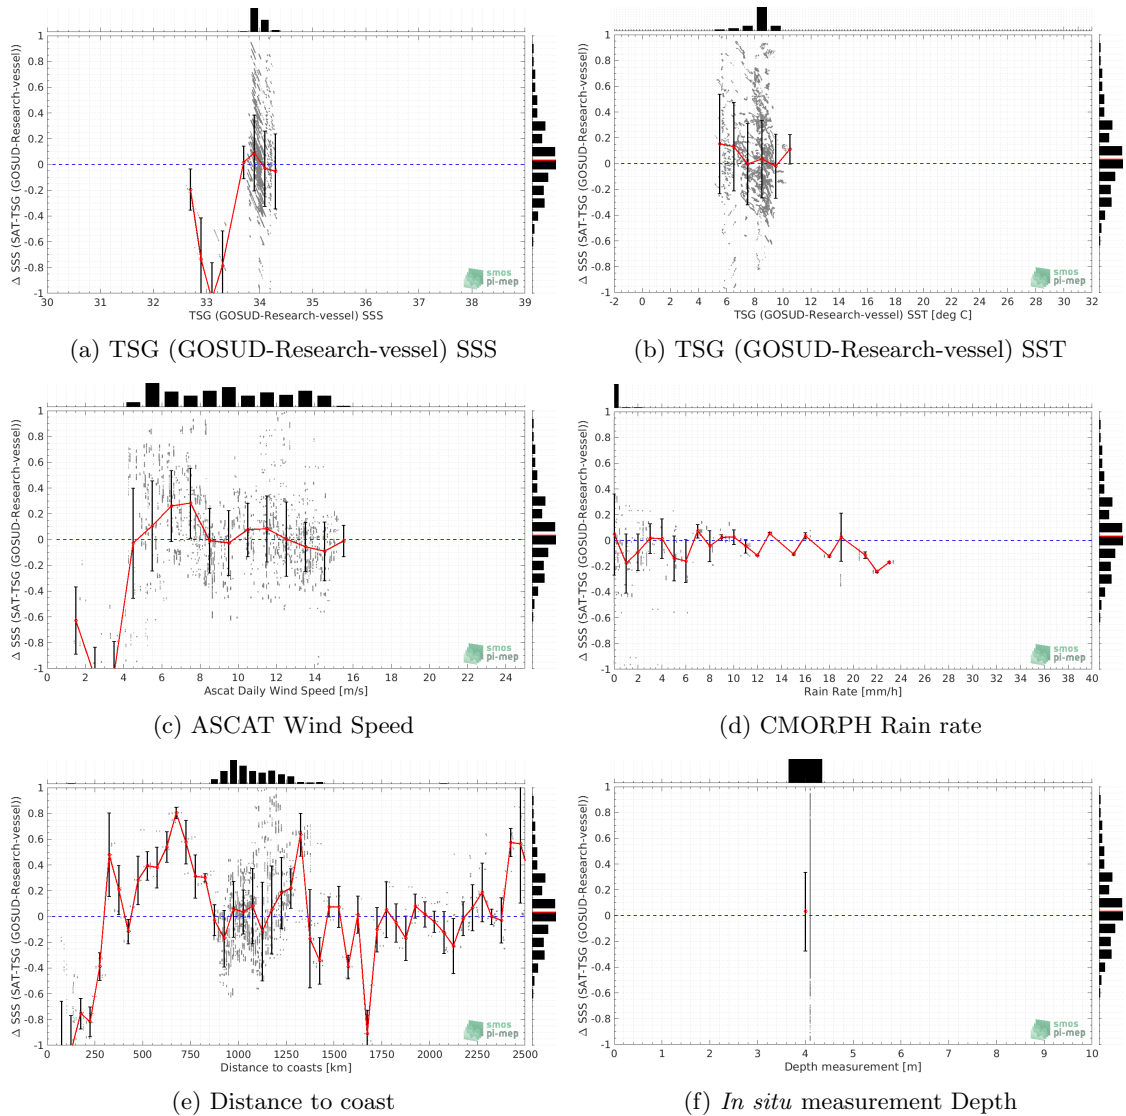 Δ SSS (SAT-TSG (GOSUD-Research-vessel))
1
0.8
0.6
0.4
0.2
0
-0.2
-0.4
-0.6
-0.8
-1
30 31 32 33 34 35 36 37 38 39
TSG (GOSUD-Research-vessel) SSS
smos
pi-mep
(a) TSG (GOSUD-Research-vessel) SSS
Δ SSS (SAT-TSG (GOSUD-Research-vessel))
1
0.8
0.6
0.4
0.2
0
-0.2
-0.4
-0.6
-0.8
-1
-2 0 2 4 6 8 10 12 14 16 18 20 22 24 26 28 30 32
TSG (GOSUD-Research-vessel) SST [deg C]
smos
pi-mep
(b) TSG (GOSUD-Research-vessel) SST
Δ SSS (SAT-TSG (GOSUD-Research-vessel))
1
0.8
0.6
0.4
0.2
0
-0.2
-0.4
-0.6
-0.8
-1
0 2 4 6 8 10 12 14 16 18 20 22 24
Ascat Daily Wind Speed [m/s]
smos
pi-mep
(c) ASCAT Wind Speed
Δ SSS (SAT-TSG (GOSUD-Research-vessel))
1
0.8
0.6
0.4
0.2
0
-0.2
-0.4
-0.6
-0.8
-1
0 2 4 6 8 10 12 14 16 18 20 22 24 26 28 30 32 34 36 38 40
Rain Rate [mm/h]
smos
pi-mep
(d) CMORPH Rain rate
Δ SSS (SAT-TSG (GOSUD-Research-vessel))
1
0.8
0.6
0.4
0.2
0
-0.2
-0.4
-0.6
-0.8
-1
0 250 500 750 1000 1250 1500 1750 2000 2250 2500
Distance to coasts [km]
smos
pi-mep
(e) Distance to coast
Δ SSS (SAT-TSG (GOSUD-Research-vessel))
1
0.8
0.6
0.4
0.2
0
-0.2
-0.4
-0.6
-0.8
-1
0 1 2 3 4 5 6 7 8 9 10
Depth measurement [m]
smos
pi-mep
(f) In situ measurement Depth